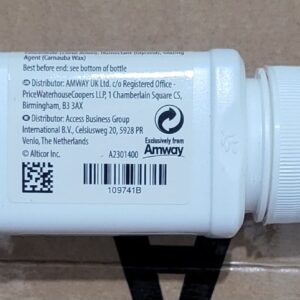 Agent (Carnauba Wax)
Best before end: see bottom of bottle
Distributor: AMWAY UK Ltd. c/o Registered Office -
PriceWaterhouseCoopers LLP, 1 Chamberlain Square CS,
Birmingham, B3 3AX
Distributor: Access Business Group
International B.V., Celsiusweg 20, 5928 PR
Venlo, The Netherlands
© Alticor Inc.
A2301400
109741B
Exclusively from
Amway